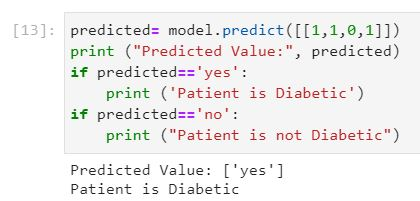 [13]: predicted= model.predict([[1,1,0,1]])
print ("Predicted Value:", predicted)
if predicted=='yes':
    print ('Patient is Diabetic')
if predicted=='no':
    print ("Patient is not Diabetic")
Predicted Value: ['yes']
Patient is Diabetic